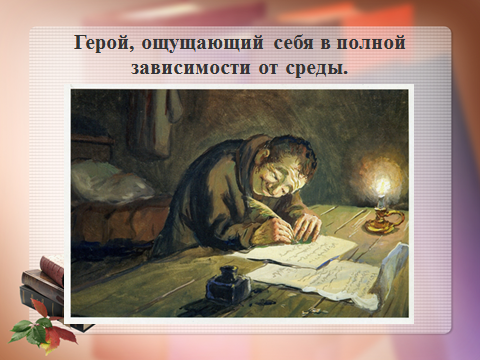 Герой, ощущающий себя в полной
зависимости от среды.